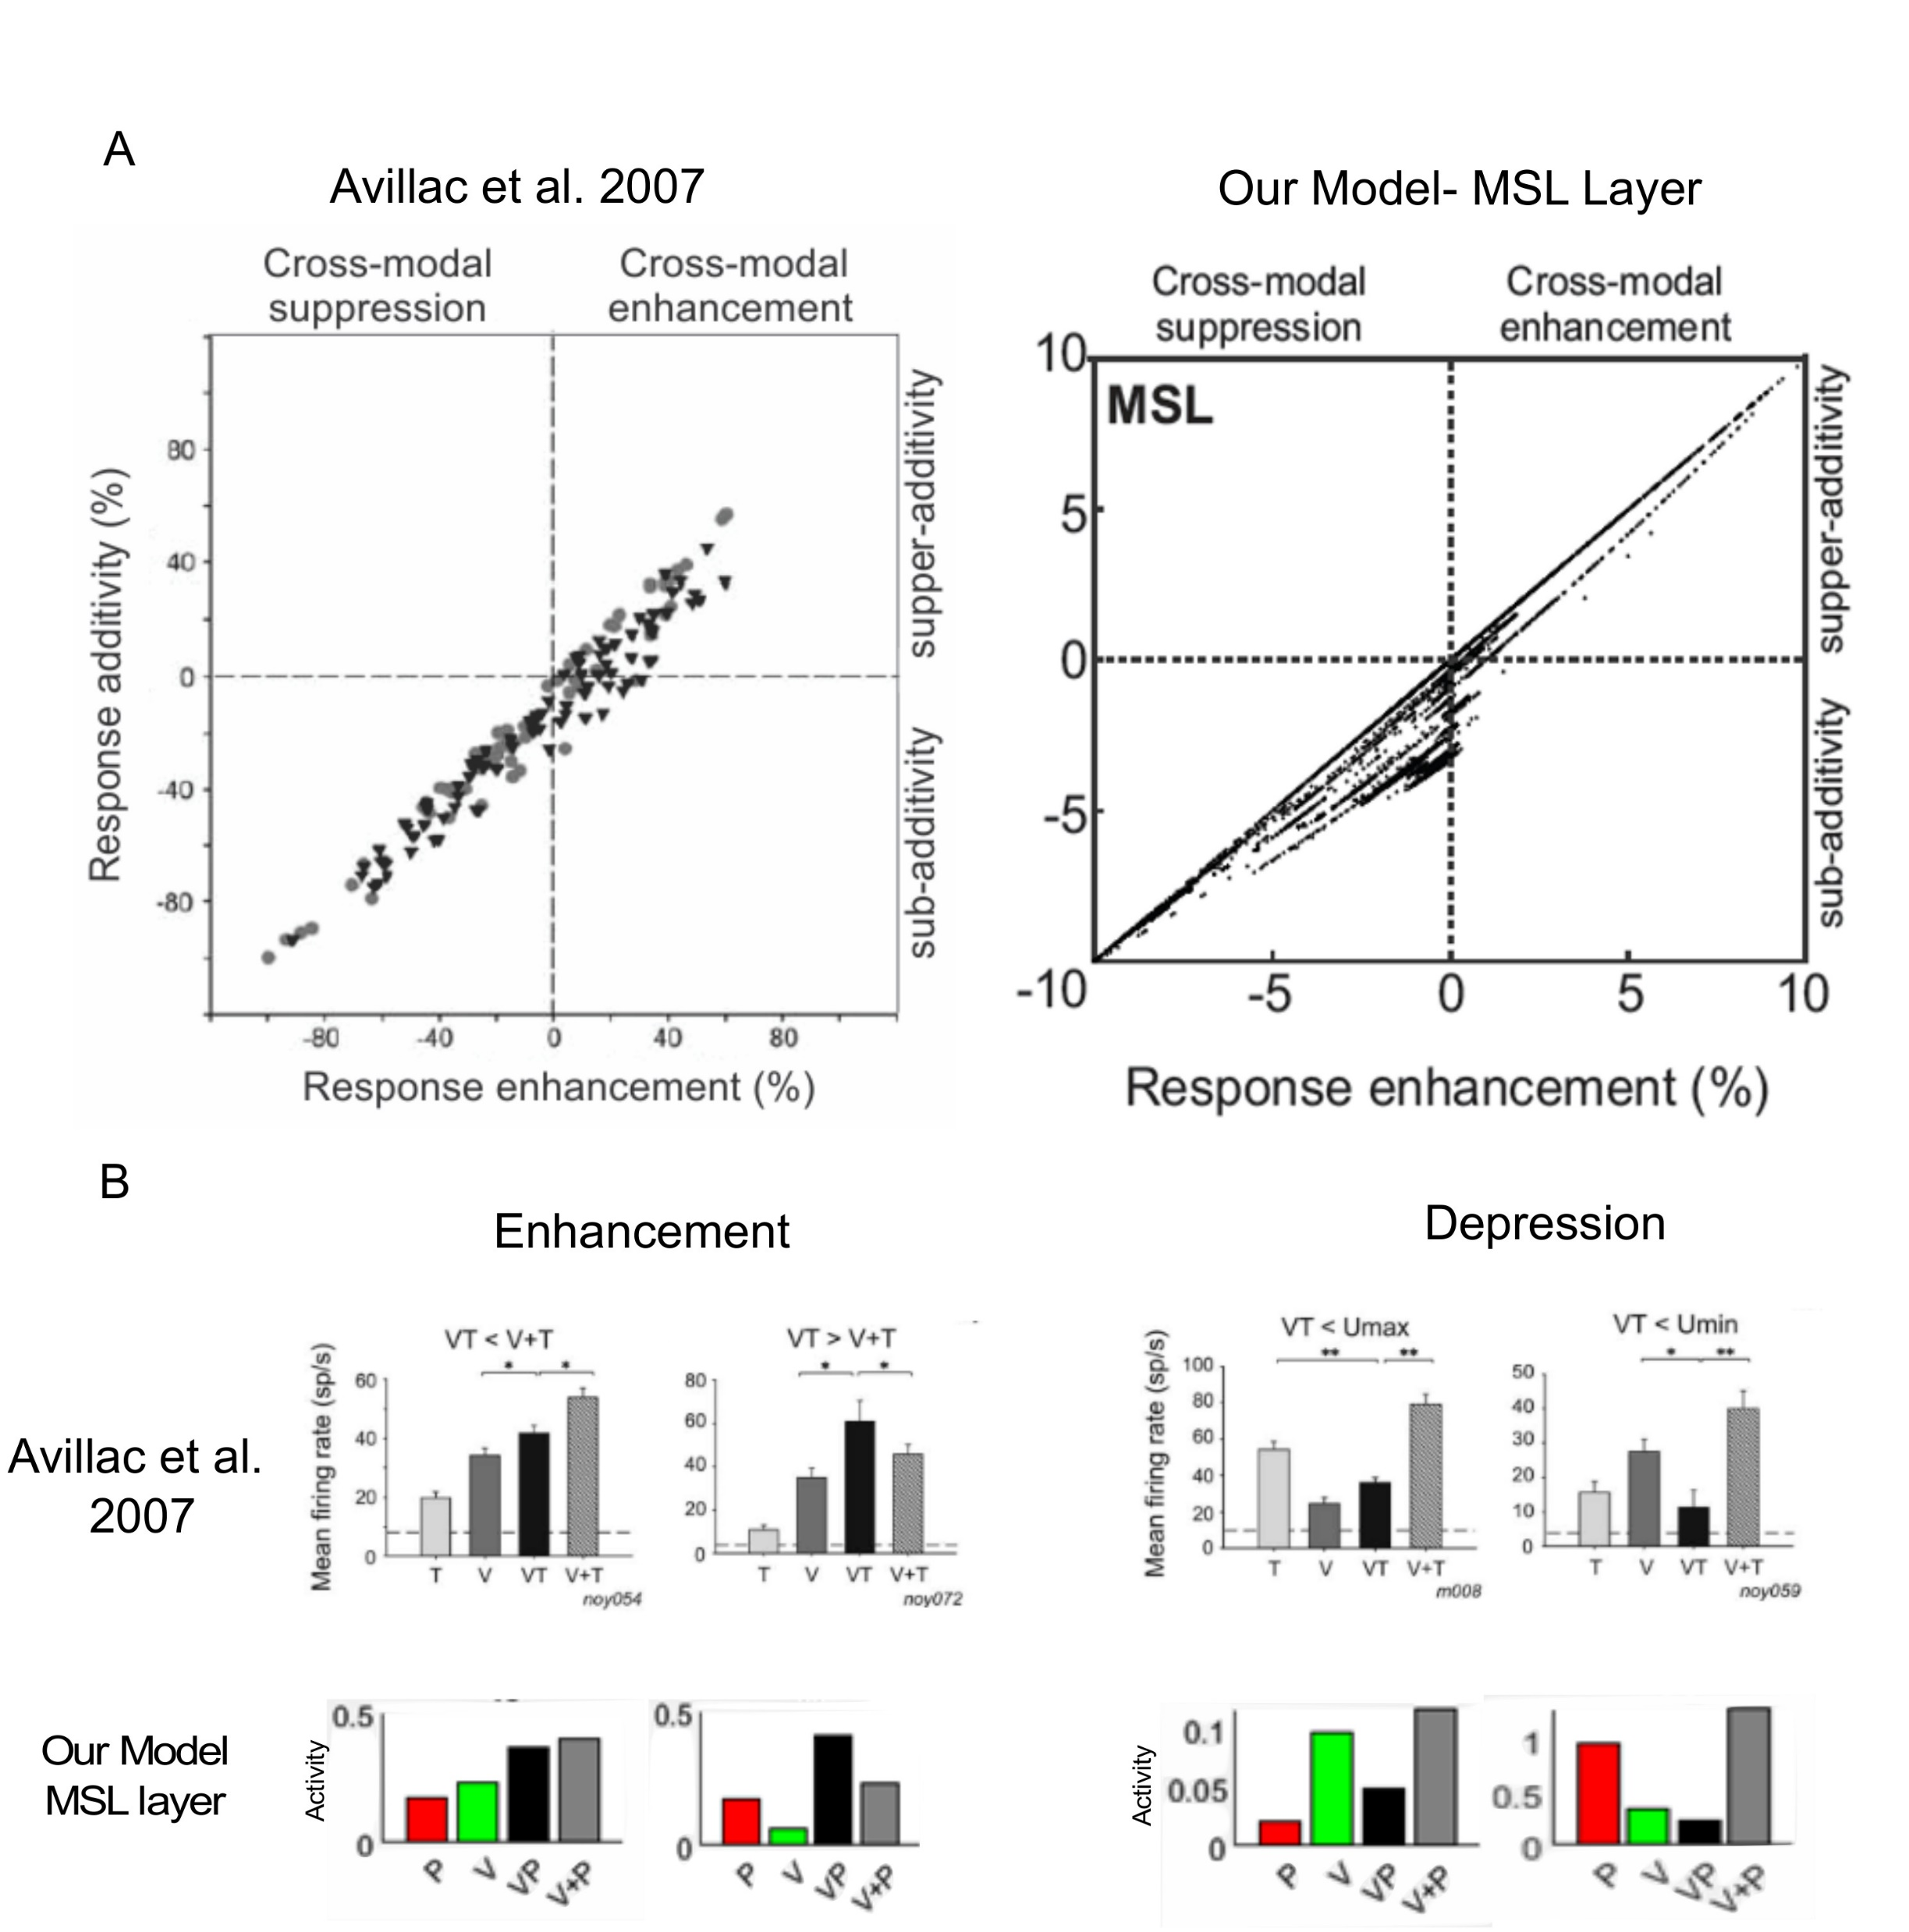 A
Avillac et al. 2007
Our Model- MSL Layer
Cross-modal
suppression
Cross-modal
enhancement
Cross-modal
suppression
Cross-modal
enhancement
Response additivity (%)
80
40
0
-40
-80
supper-additivity
sub-additivity
-80
-40
0
40
80
Response enhancement (%)
MSL
10
5
0
-5
-10
supper-additivity
sub-additivity
-5
0
5
10
Response enhancement (%)
B
Enhancement
Depression
Avillac et al.
2007
VT < V+T
* *
Mean firing rate (sp/s)
60
40
20
0
T V VT V+T
noy054
VT > V+T
* *
80
60
40
20
0
T V VT V+T
noy072
VT < Umax
** **
Mean firing rate (sp/s)
100
80
60
40
20
0
T V VT V+T
m008
VT < Umin
* **
50
40
30
20
10
0
T V VT V+T
noy059
Our Model
MSL layer
Activity
0.5
0
P V VP V+P
0.5
0
P V VP V+P
Activity
0.1
0.05
0
P V VP V+P
1
0.5
0
P V VP V+P